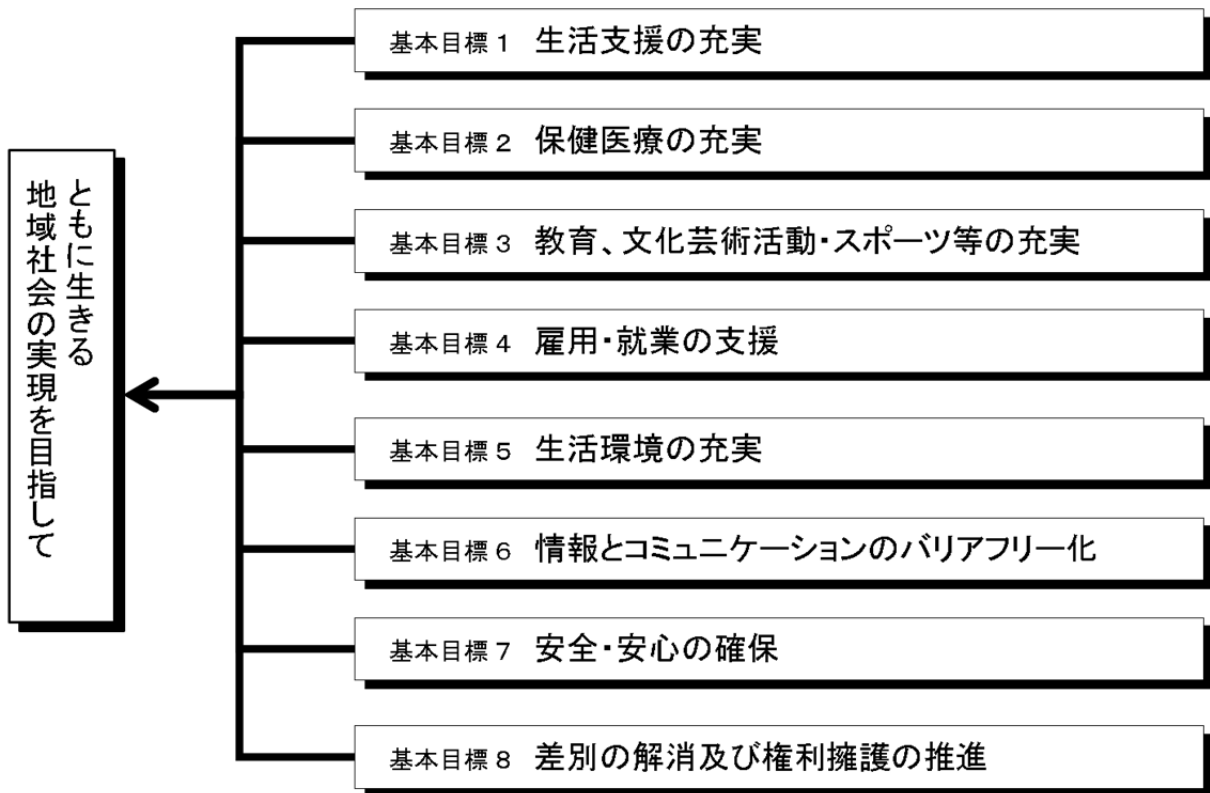 ともに生きる
地域社会の実現を目指して
基本目標１ 生活支援の充実
基本目標２ 保健医療の充実
基本目標３ 教育、文化芸術活動・スポーツ等の充実
基本目標４ 雇用・就業の支援
基本目標５ 生活環境の充実
基本目標６ 情報とコミュニケーションのバリアフリー化
基本目標７ 安全・安心の確保
基本目標８ 差別の解消及び権利擁護の推進